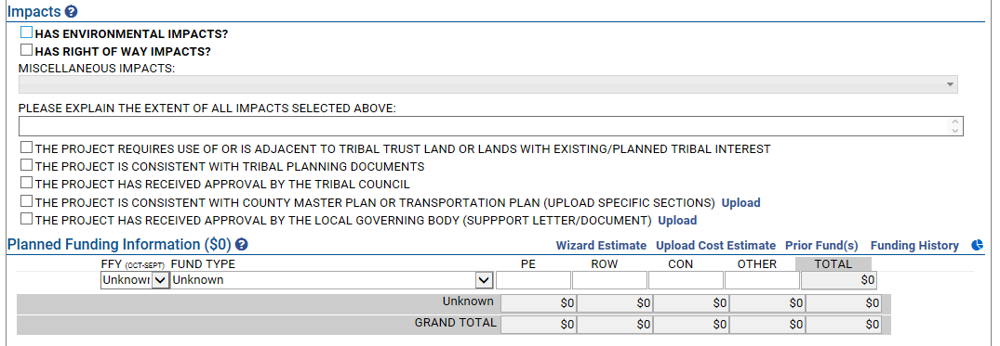 Impacts ?
HAS ENVIRONMENTAL IMPACTS?
HAS RIGHT OF WAY IMPACTS?
MISCELLANEOUS IMPACTS:
PLEASE EXPLAIN THE EXTENT OF ALL IMPACTS SELECTED ABOVE:
THE PROJECT REQUIRES USE OF OR IS ADJACENT TO TRIBAL TRUST LAND OR LANDS WITH EXISTING/PLANNED TRIBAL INTEREST
THE PROJECT IS CONSISTENT WITH TRIBAL PLANNING DOCUMENTS
THE PROJECT HAS RECEIVED APPROVAL BY THE TRIBAL COUNCIL
THE PROJECT IS CONSISTENT WITH COUNTY MASTER PLAN OR TRANSPORTATION PLAN (UPLOAD SPECIFIC SECTIONS) Upload
THE PROJECT HAS RECEIVED APPROVAL BY THE LOCAL GOVERNING BODY (SUPPPORT LETTER/DOCUMENT) Upload
Planned Funding Information ($0) ? Wizard Estimate Upload Cost Estimate Prior Fund(s) Funding History
FFY (OCT-SEPT) FUND TYPE PE ROW CON OTHER TOTAL
Unknown Unknown $0
Unknown $0 $0 $0 $0 $0
GRAND TOTAL $0 $0 $0 $0 $0